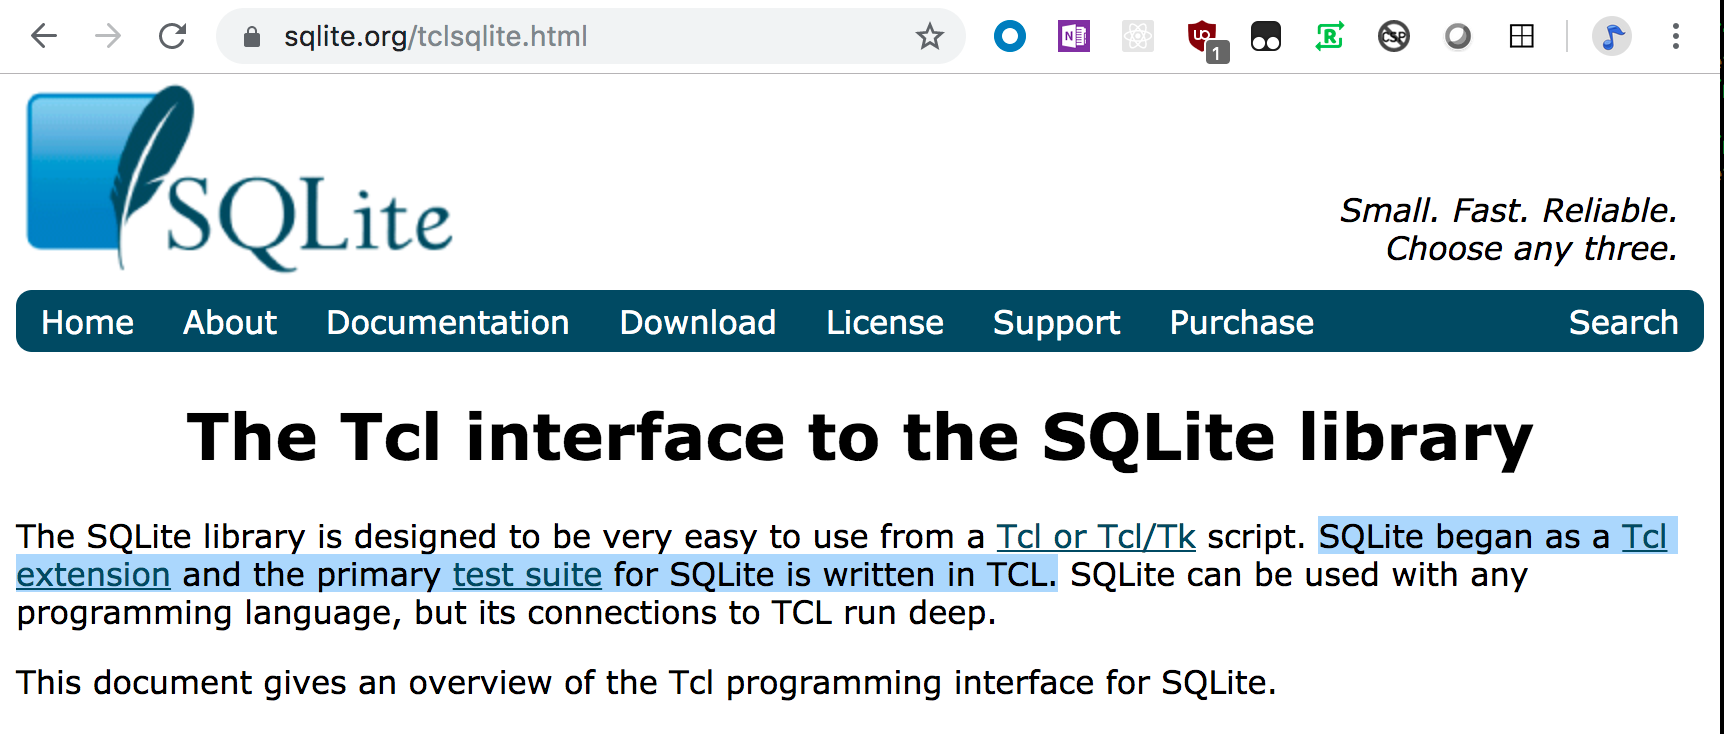 sqlite.org/tclsqlite.html
N
UD
1
R
CSP
SQLite
Small. Fast. Reliable.
Choose any three.
Home About Documentation Download License Support Purchase Search
The Tcl interface to the SQLite library
The SQLite library is designed to be very easy to use from a Tcl or Tcl/Tk script. SQLite began as a Tcl
extension and the primary test suite for SQLite is written in TCL. SQLite can be used with any
programming language, but its connections to TCL run deep.
This document gives an overview of the Tcl programming interface for SQLite.